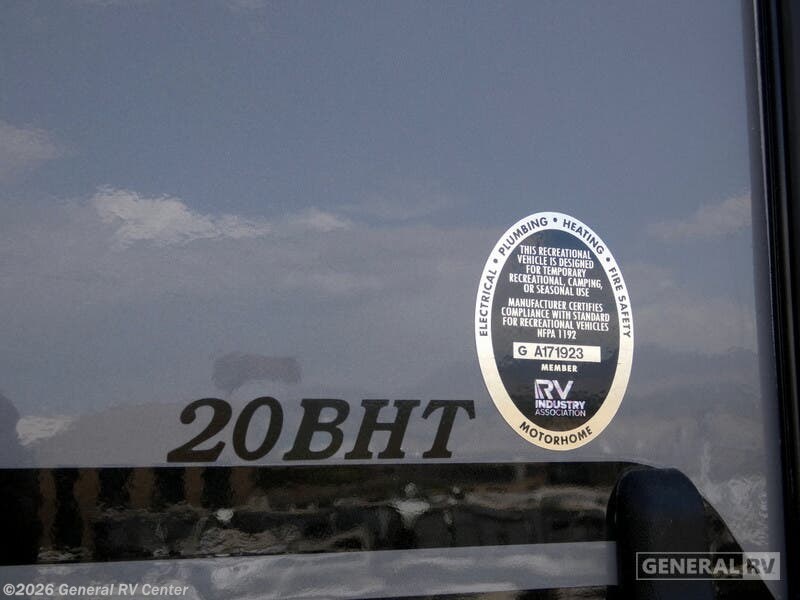 ELECTRICAL • PLUMBING • HEATING • FIRE SAFETY
THIS RECREATIONAL
VEHICLE IS DESIGNED
FOR TEMPORARY
RECREATIONAL, CAMPING,
OR SEASONAL USE
MANUFACTURER CERTIFIES
COMPLIANCE WITH STANDARD
FOR RECREATIONAL VEHICLES
NFPA 1192
G A171923
MEMBER
RV
INDUSTRY
ASSOCIATION
MOTORHOME
20BHT
GENERAL RV
©2026 General RV Center